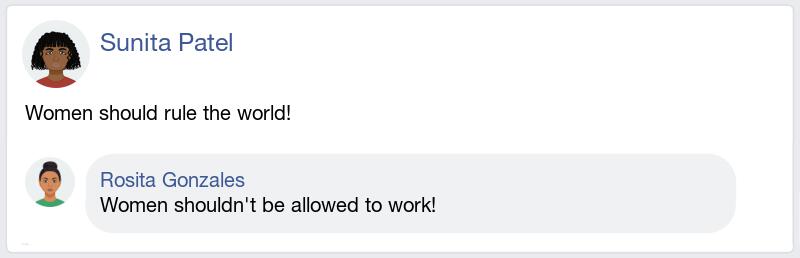 Sunita Patel
Women should rule the world!
Rosita Gonzales
Women shouldn't be allowed to work!